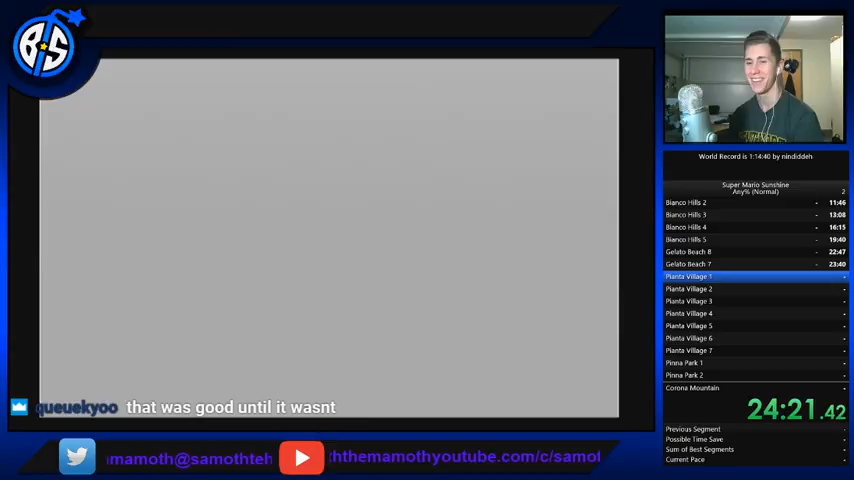 BS
World Record is 1:14:40 by nindiddeh
Super Mario Sunshine
Any% (Normal) 2
Bianco Hills 2 - 11:46
Bianco Hills 3 - 13:08
Bianco Hills 4 - 16:15
Bianco Hills 5 - 19:40
Gelato Beach 8 - 22:47
Gelato Beach 7 - 23:40
Pianta Village 1 -
Pianta Village 2 -
Pianta Village 3 -
Pianta Village 4 -
Pianta Village 5 -
Pianta Village 6 -
Pianta Village 7 -
Pinna Park 1 -
Pinna Park 2 -
Corona Mountain -
24:21.42
Previous Segment -
Possible Time Save -
Sum of Best Segments -
Current Pace -
queuekyoo that was good until it wasnt
mamoth@samothteh
ththemamothyoutube.com/c/samot